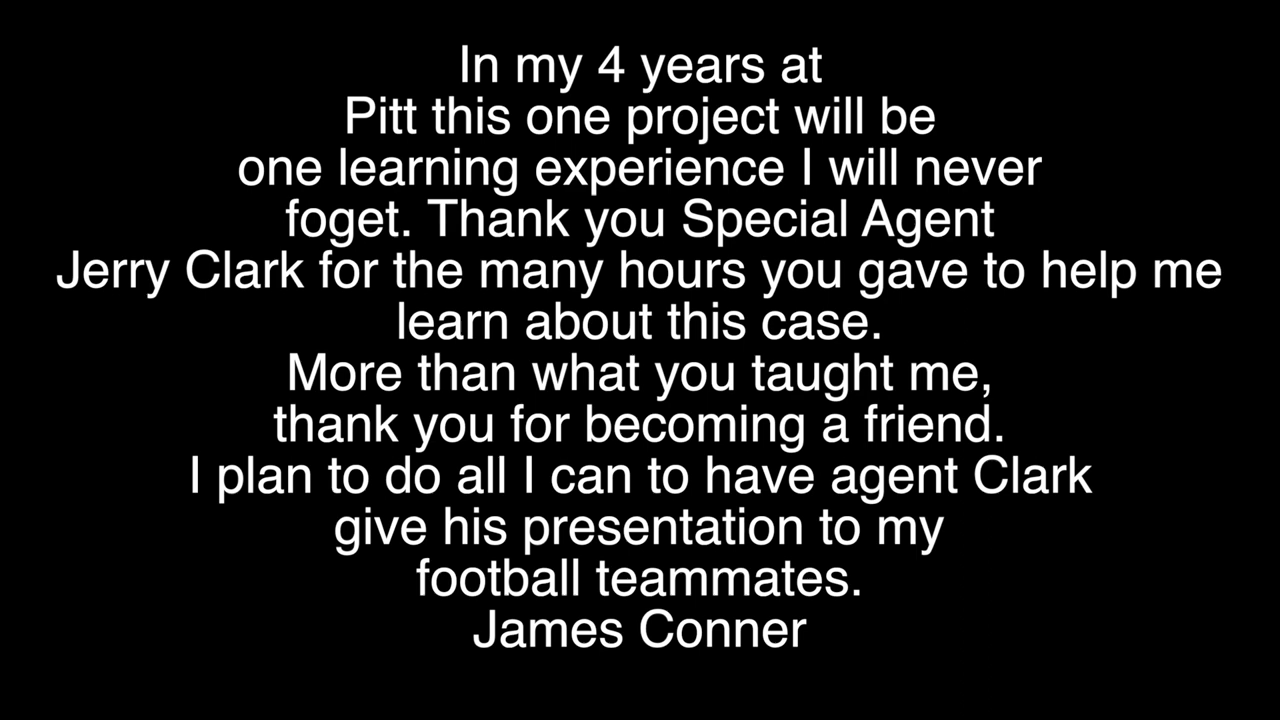 In my 4 years at
Pitt this one project will be
one learning experience I will never
foget. Thank you Special Agent
Jerry Clark for the many hours you gave to help me
learn about this case.
More than what you taught me,
thank you for becoming a friend.
I plan to do all I can to have agent Clark
give his presentation to my
football teammates.
James Conner